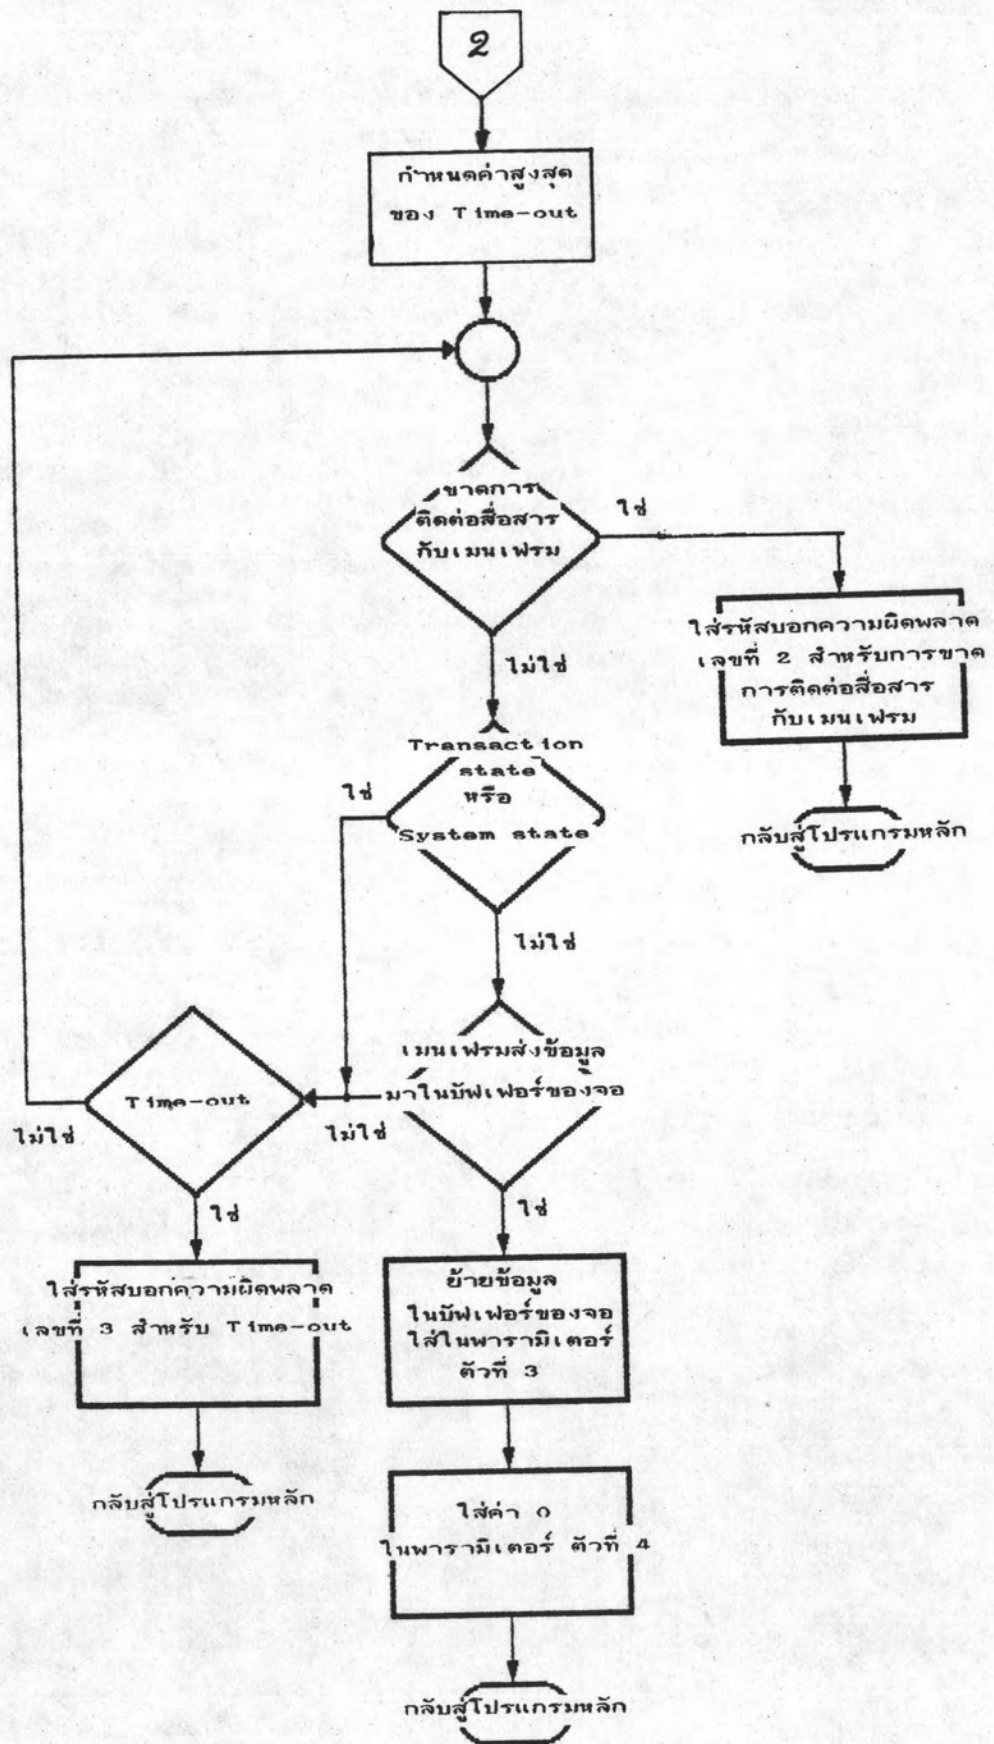 2
กำหนดค่าสูงสุด
ของ Time-out
ขาดการ
ติดต่อสื่อสาร
กับเมนเฟรม
ใช่
ใส่รหัสบอกความผิดพลาด
เลขที่ 2 สำหรับการขาด
การติดต่อสื่อสาร
กับเมนเฟรม
กลับสู่โปรแกรมหลัก
ไม่ใช่
Transaction
state
หรือ
System state
ใช่
ไม่ใช่
เมนเฟรมส่งข้อมูล
มาในบัฟเฟอร์ของจอ
ไม่ใช่
Time-out
ไม่ใช่
ใช่
ใส่รหัสบอกความผิดพลาด
เลขที่ 3 สำหรับ Time-out
กลับสู่โปรแกรมหลัก
ใช่
ย้ายข้อมูล
ในบัฟเฟอร์ของจอ
ใส่ในพารามิเตอร์
ตัวที่ 3
ใส่ค่า 0
ในพารามิเตอร์ ตัวที่ 4
กลับสู่โปรแกรมหลัก